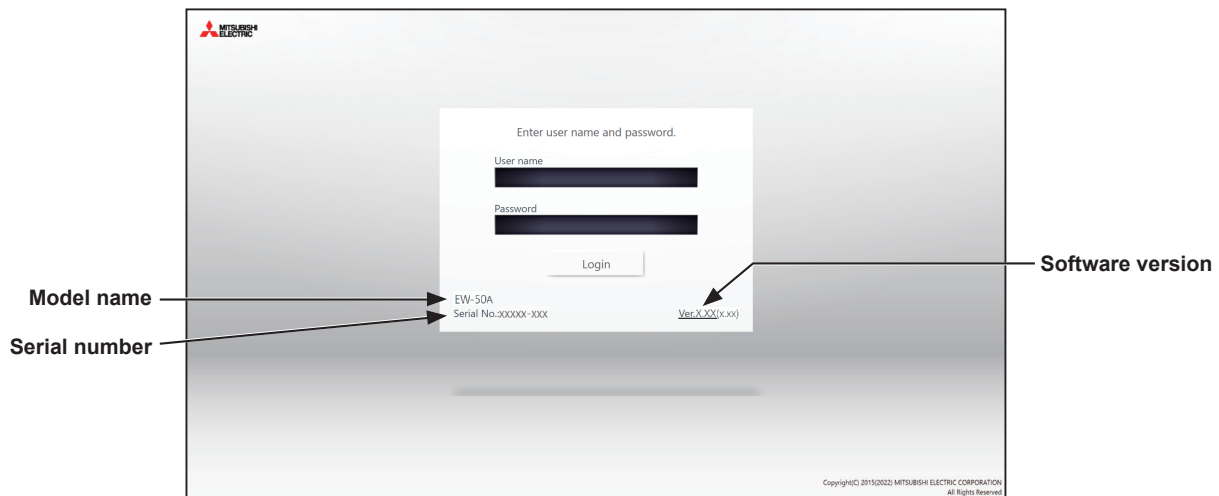 MITSUBISHI
ELECTRIC
Enter user name and password.
User name
Password
Login
Software version
Model name
EW-50A
Serial No.:xxxxx-xxx
Ver.X.XX(x.xx)
Serial number
Copyright(C) 2015(2022) MITSUBISHI ELECTRIC CORPORATION
All Rights Reserved